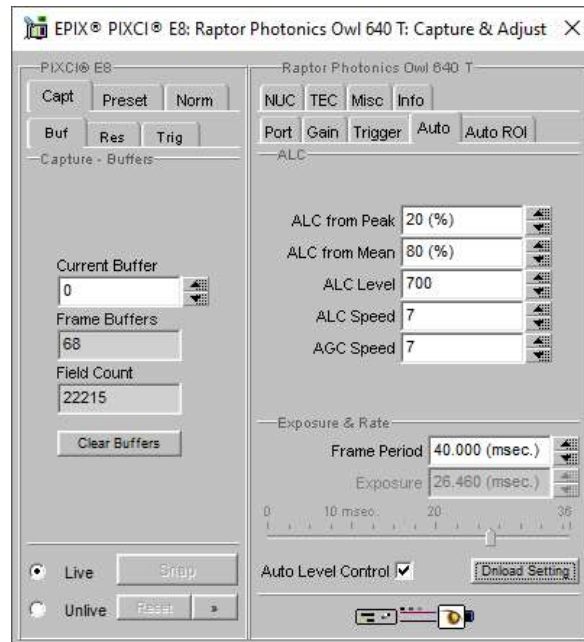 EPIX® PIXCI® E8: Raptor Photonics Owl 640 T: Capture & Adjust
PIXCI® E8
Capt Preset Norm
Buf Res Trig
Capture - Buffers
Current Buffer
0
Frame Buffers
68
Field Count
22215
Clear Buffers
Live Snap
Unlive Reset »
Raptor Photonics Owl 640 T
NUC TEC Misc Info
Port Gain Trigger Auto Auto ROI
ALC
ALC from Peak 20 (%)
ALC from Mean 80 (%)
ALC Level 700
ALC Speed 7
AGC Speed 7
Exposure & Rate
Frame Period 40.000 (msec.)
Exposure 26.460 (msec.)
0 10 msec. 20 36
Auto Level Control Dnload Setting